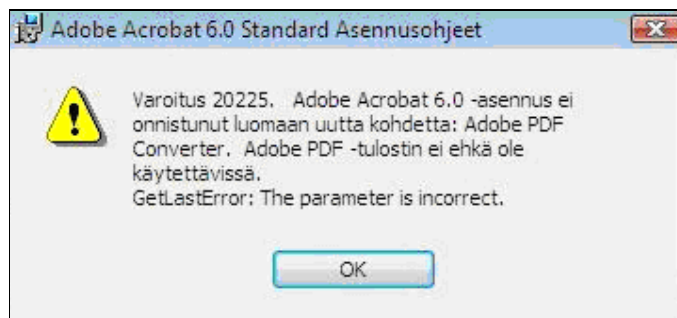 Adobe Acrobat 6.0 Standard Asennusohjeet
Varoitus 20225. Adobe Acrobat 6.0 -asennus ei
onnistunut luomaan uutta kohdetta: Adobe PDF
Converter. Adobe PDF -tulostin ei ehkä ole
käytettävissä.
GetLastError: The parameter is incorrect.
OK